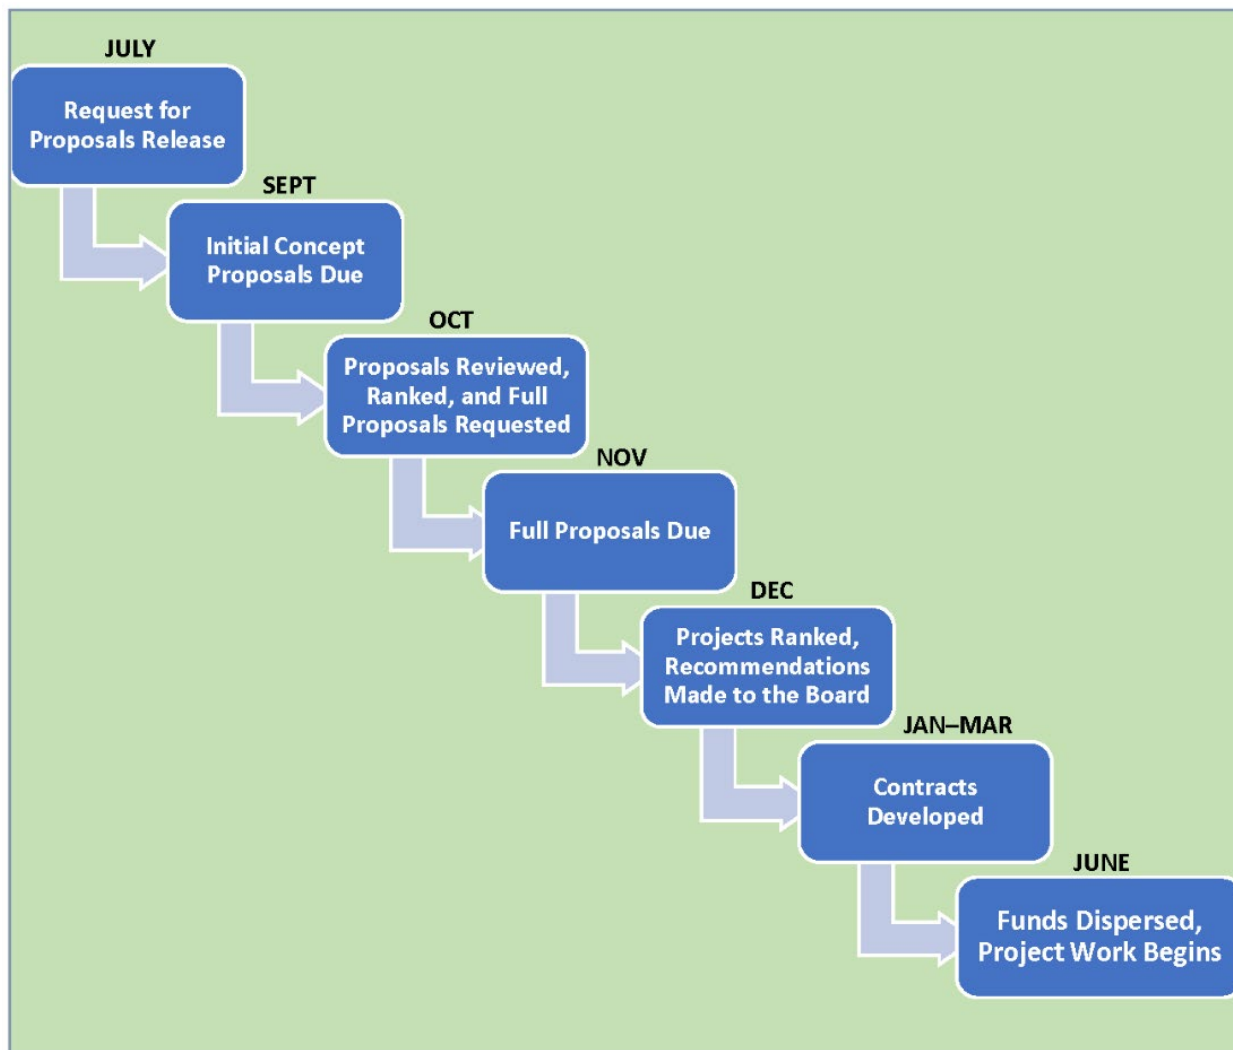 JULY
Request for
Proposals Release
SEPT
Initial Concept
Proposals Due
OCT
Proposals Reviewed,
Ranked, and Full
Proposals Requested
NOV
Full Proposals Due
DEC
Projects Ranked,
Recommendations
Made to the Board
JAN–MAR
Contracts
Developed
JUNE
Funds Dispersed,
Project Work Begins